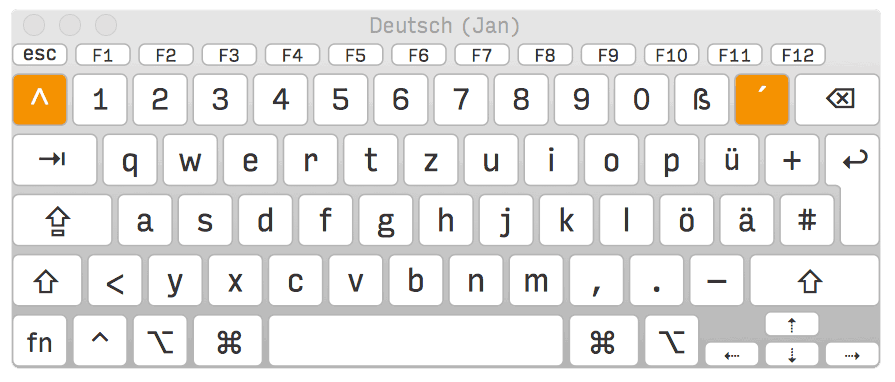 Deutsch (Jan)
esc F1 F2 F3 F4 F5 F6 F7 F8 F9 F10 F11 F12
^ 1 2 3 4 5 6 7 8 9 0 ß ´ ⌫
⇥ q w e r t z u i o p ü + ↩
⇪ a s d f g h j k l ö ä #
⇧ < y x c v b n m , . – ⇧
fn ^ ⌥ ⌘ ⌘ ⌥ ⇠ ⇡ ⇣ ⇢